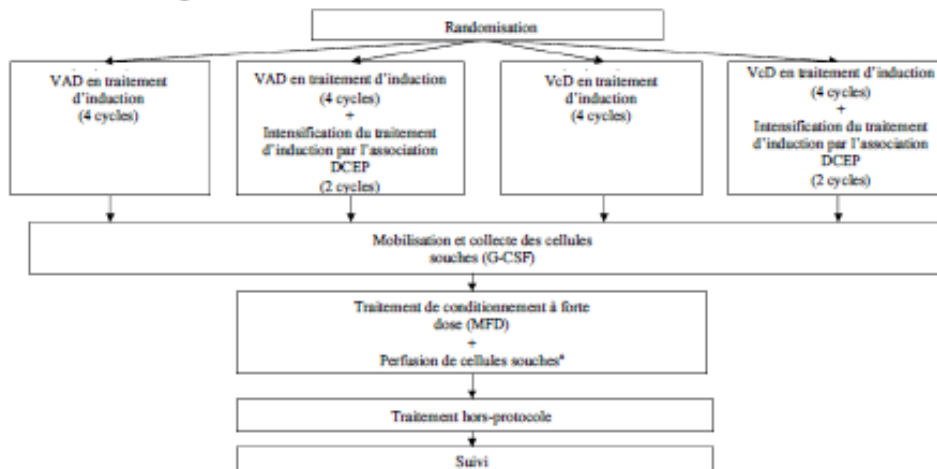 Randomisation
VAD en traitement
d'induction
(4 cycles)
VAD en traitement d'induction
(4 cycles)
+
Intensification du traitement
d'induction par l'association
DCEP
(2 cycles)
VcD en traitement
d'induction
(4 cycles)
VcD en traitement d'induction
(4 cycles)
+
Intensification du traitement
d'induction par l'association
DCEP
(2 cycles)
Mobilisation et collecte des cellules
souches (G-CSF)
Traitement de conditionnement à forte
dose (MFD)
+
Perfusion de cellules souchesª
Traitement hors-protocole
Suivi